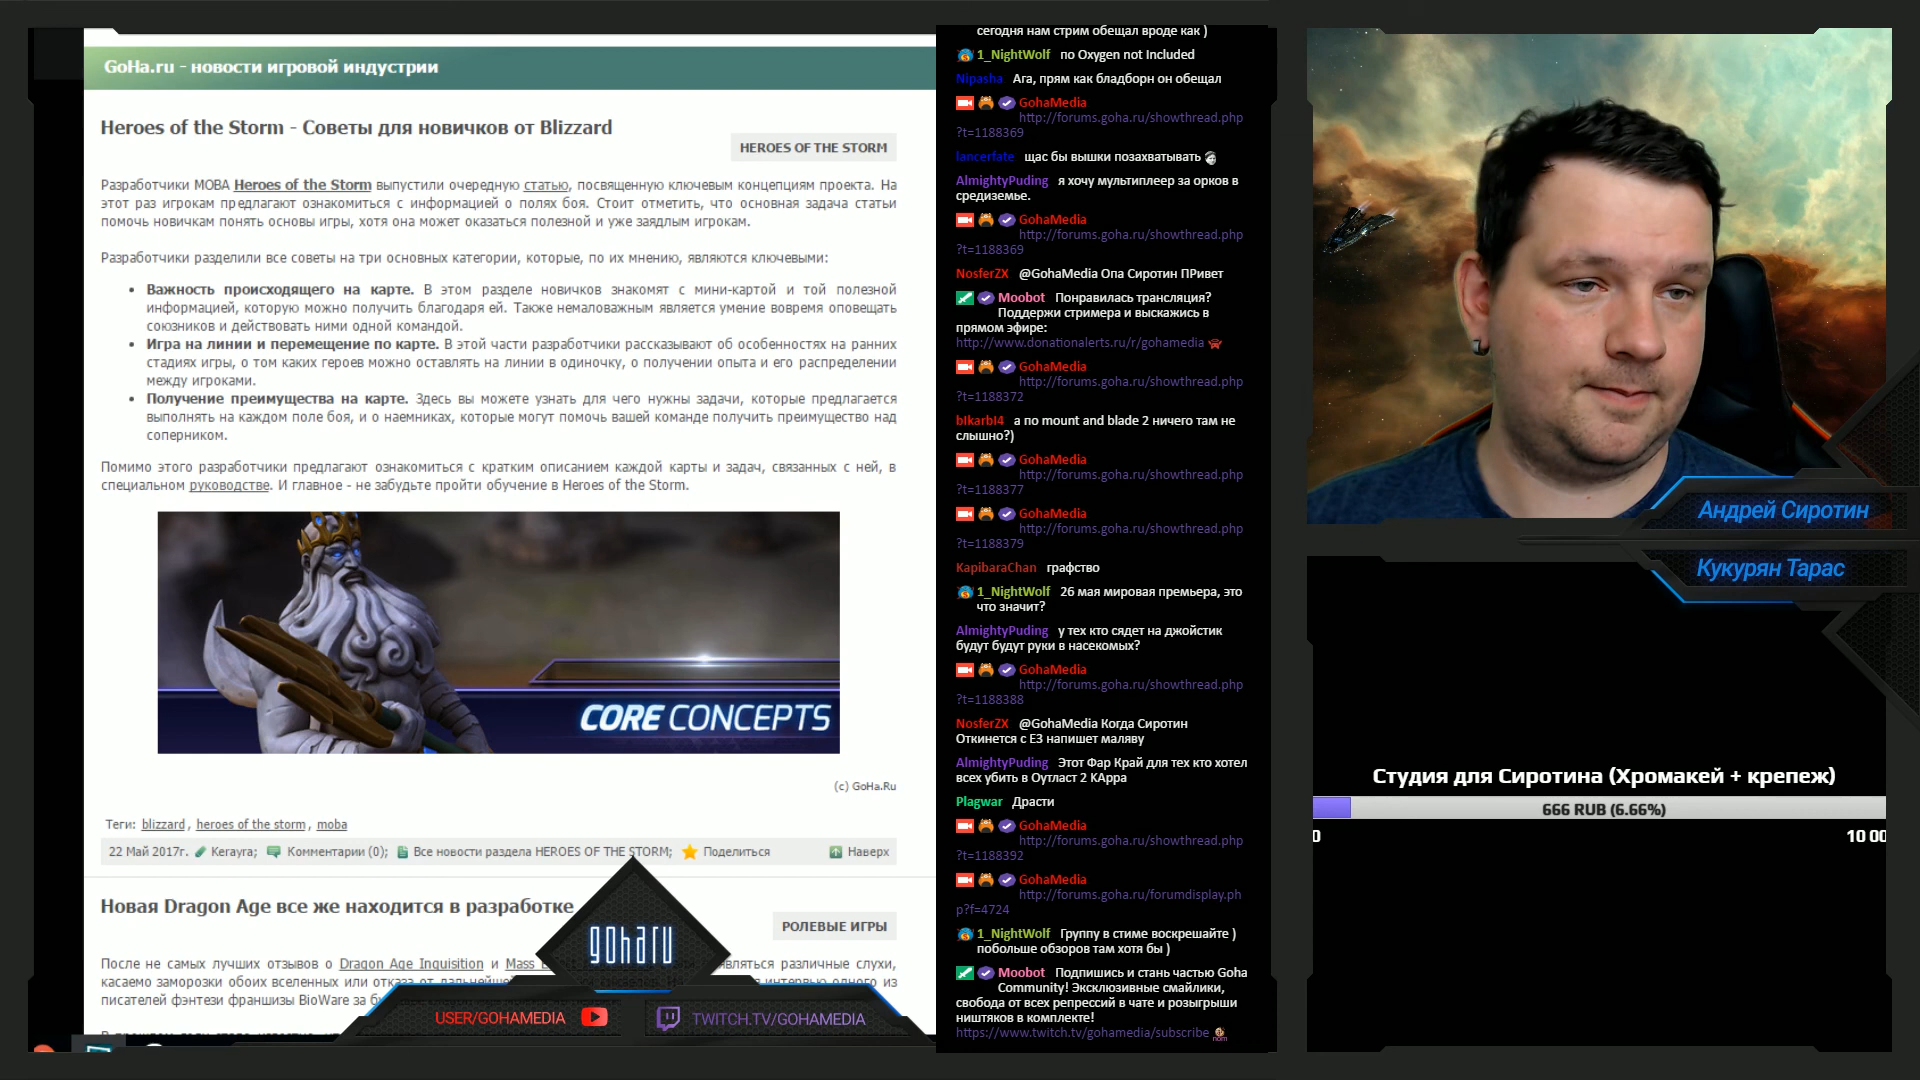 GoHa.ru - новости игровой индустрии
Heroes of the Storm - Советы для новичков от Blizzard
HEROES OF THE STORM
Разработчики MOBA Heroes of the Storm выпустили очередную статью, посвященную ключевым концепциям проекта. На
этот раз игрокам предлагают ознакомиться с информацией о полях боя. Стоит отметить, что основная задача статьи
помочь новичкам понять основы игры, хотя она может оказаться полезной и уже заядлым игрокам.
Разработчики разделили все советы на три основных категории, которые, по их мнению, являются ключевыми:
• Важность происходящего на карте. В этом разделе новичков знакомят с мини-картой и той полезной
информацией, которую можно получить благодаря ей. Также немаловажным является умение вовремя оповещать
союзников и действовать ними одной командой.
• Игра на линии и перемещение по карте. В этой части разработчики рассказывают об особенностях на ранних
стадиях игры, о том каких героев можно оставлять на линии в одиночку, о получении опыта и его распределении
между игроками.
• Получение преимущества на карте. Здесь вы можете узнать для чего нужны задачи, которые предлагается
выполнять на каждом поле боя, и о наемниках, которые могут помочь вашей команде получить преимущество над
соперником.
Помимо этого разработчики предлагают ознакомиться с кратким описанием каждой карты и задач, связанных с ней, в
специальном руководстве. И главное - не забудьте пройти обучение в Heroes of the Storm.
CORE CONCEPTS
(c) GoHa.Ru
Теги: blizzard, heroes of the storm, moba
22 Май 2017г. Kerayra; Комментарии (0); Все новости раздела HEROES OF THE STORM; Поделиться Наверх
Новая Dragon Age все же находится в разработке
РОЛЕВЫЕ ИГРЫ
После не самых лучших отзывов о Dragon Age Inquisition и Mass различные слухи,
касаемо заморозки обоих вселенных или одного из
писателей фэнтези франшизы BioWare за
goharu
USER/GOHAMEDIA
TWITCH.TV/GOHAMEDIA
сегодня нам стрим обещал вроде как )
1_NightWolf по Oxygen not Included
Nipasha Ага, прям как бладборн он обещал
GohaMedia
http://forums.goha.ru/showthread.php
?t=1188369
lancerfate щас бы вышки позахватывать
AlmightyPuding я хочу мультиплеер за орков в
средиземье.
GohaMedia
http://forums.goha.ru/showthread.php
?t=1188369
NosferZX @GohaMedia Опа Сиротин ПРивет
Moobot Понравилась трансляция?
Поддержи стримера и выскажись в
прямом эфире:
http://www.donationalerts.ru/r/gohamedia
GohaMedia
http://forums.goha.ru/showthread.php
?t=1188372
bIkarbI4 а по mount and blade 2 ничего там не
слышно?)
GohaMedia
http://forums.goha.ru/showthread.php
?t=1188377
GohaMedia
http://forums.goha.ru/showthread.php
?t=1188379
KapibaraChan графство
1_NightWolf 26 мая мировая премьера, это
что значит?
AlmightyPuding у тех кто сядет на джойстик
будут будут руки в насекомых?
GohaMedia
http://forums.goha.ru/showthread.php
?t=1188388
NosferZX @GohaMedia Когда Сиротин
Откинется с Е3 напишет маляву
AlmightyPuding Этот Фар Край для тех кто хотел
всех убить в Оутласт 2 КАрра
Plagwar Драсти
GohaMedia
http://forums.goha.ru/showthread.php
?t=1188392
GohaMedia
http://forums.goha.ru/forumdisplay.ph
p?f=4724
1_NightWolf Группу в стиме воскрешайте )
побольше обзоров там хотя бы )
Moobot Подпишись и стань частью Goha
Community! Эксклюзивные смайлики,
свобода от всех репрессий в чате и розыгрыши
ништяков в комплекте!
https://www.twitch.tv/gohamedia/subscribe
Андрей Сиротин
Кукурян Тарас
Студия для Сиротина (Хромакей + крепеж)
666 RUB (6.66%)
0 10 00